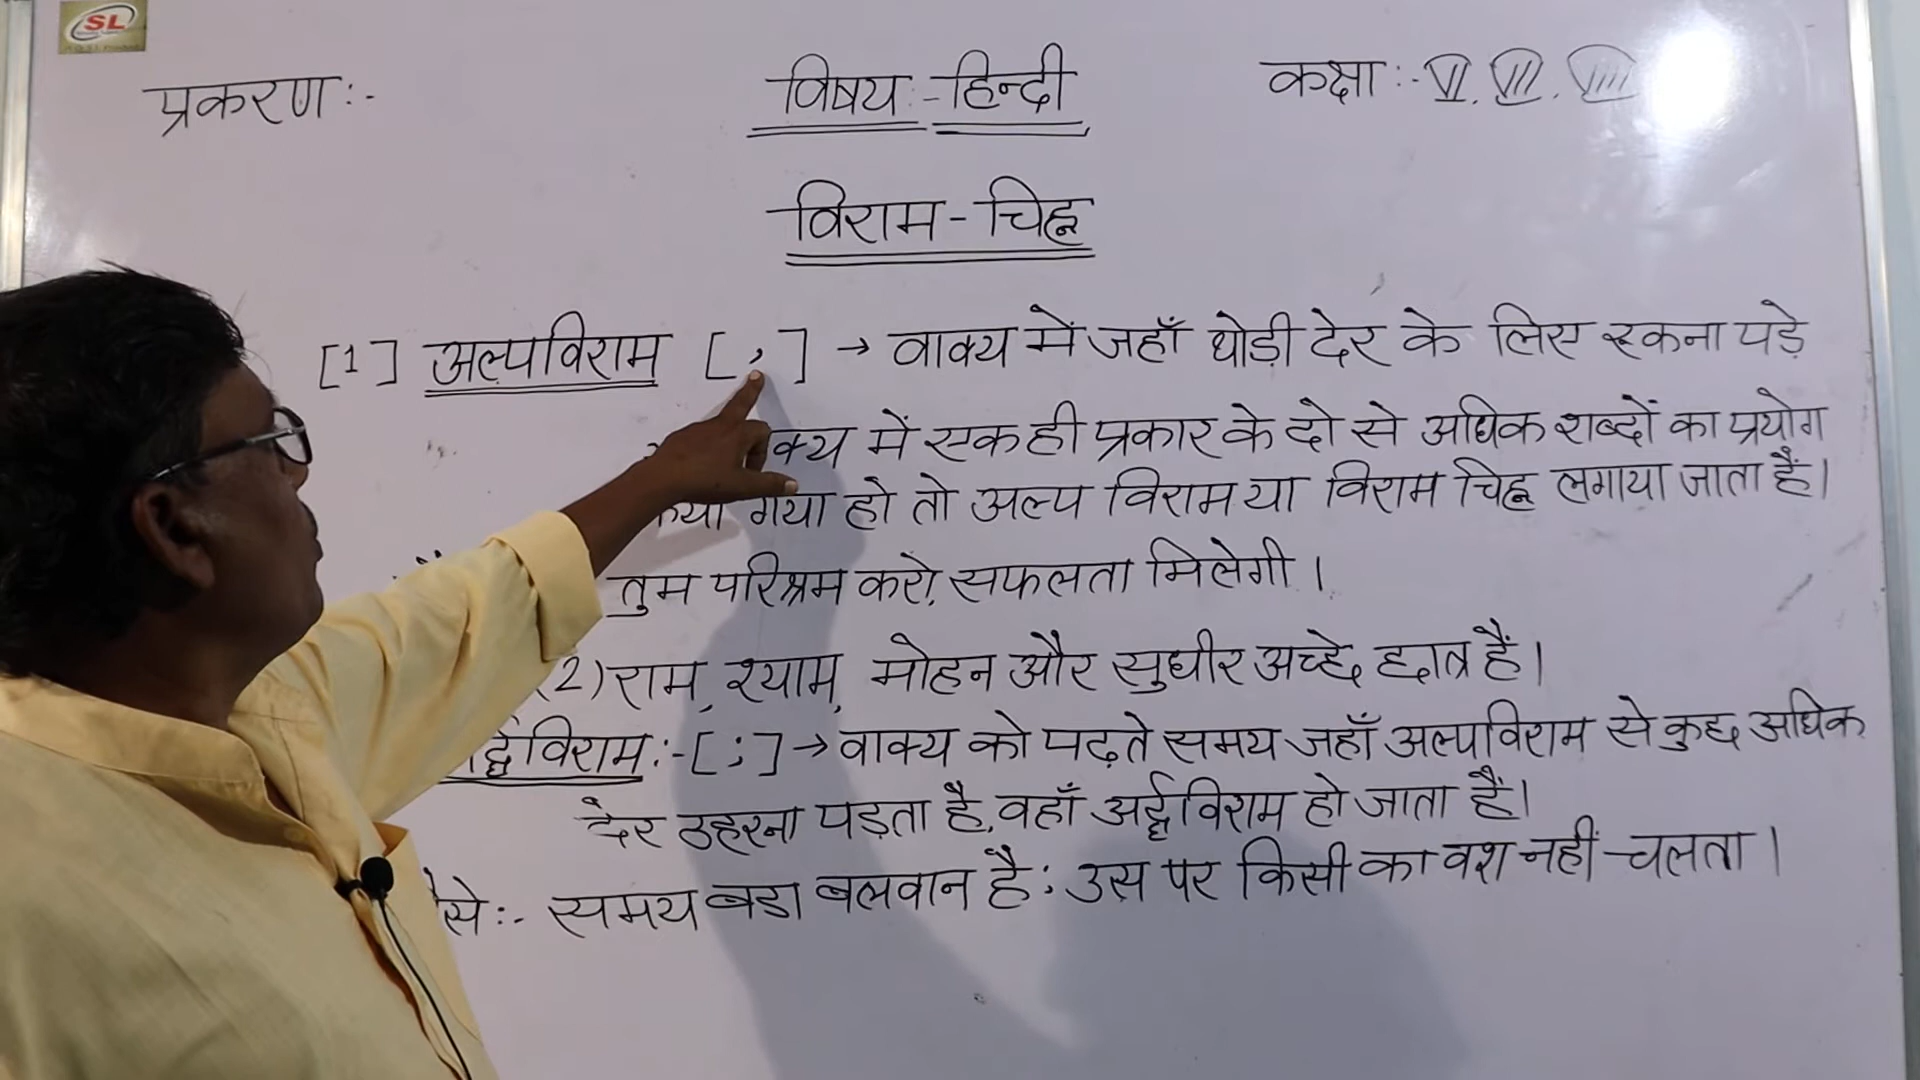 SL
प्रकरण:-
विषय:- हिन्दी
कक्षा:- VI, VII, VIII
विराम-चिह्न
[1] अल्पविराम [,] → वाक्य में जहाँ थोड़ी देर के लिए रूकना पड़े
में एक ही प्रकार के दो से अधिक शब्दों का प्रयोग
गया हो तो अल्प विराम या विराम चिह्न लगाया जाता है।
तुम परिश्रम करो, सफलता मिलेगी।
(2) राम, श्याम, मोहन और सुधीर अच्छे छात्र हैं।
र्द्धविराम:-[;] → वाक्य को पढ़ते समय जहाँ अल्पविराम से कुछ अधिक
देर ठहरना पड़ता है, वहाँ अर्द्धविराम हो जाता हैं।
से:- समय बडा बलवान है; उस पर किसी का वश नहीं चलता।